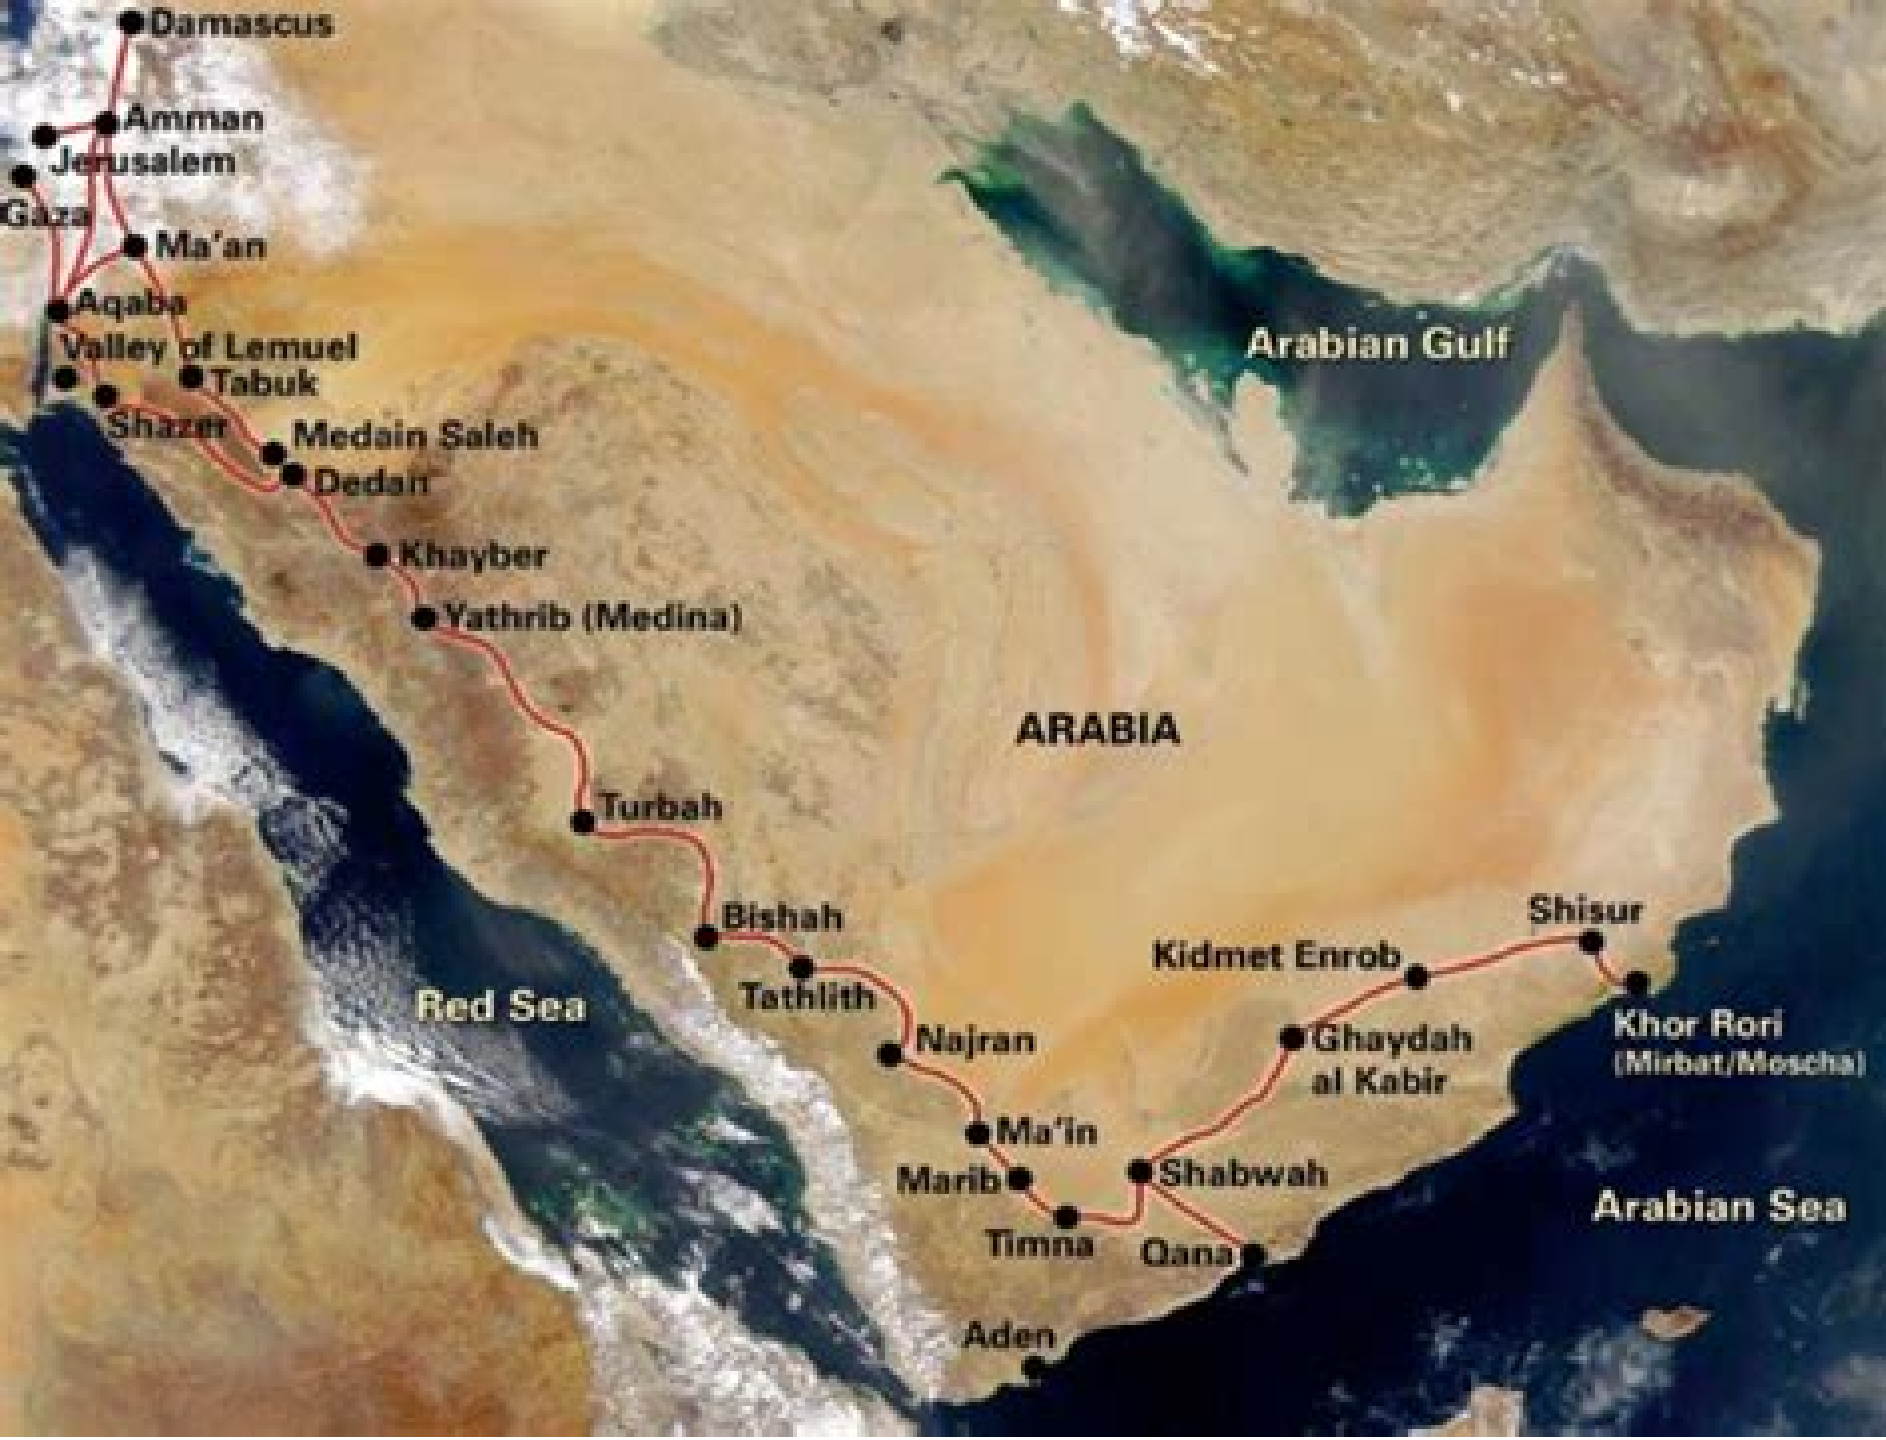 Damascus
Amman
Jerusalem
Gaza
Ma'an
Aqaba
Valley of Lemuel
Tabuk
Shazer
Medain Saleh
Dedan
Khayber
Yathrib (Medina)
Arabian Gulf
ARABIA
Turbah
Bishah
Tathlith
Najran
Red Sea
Ma'in
Marib
Timna
Shabwah
Qana
Aden
Shisur
Kidmet Enrob
Ghaydah
al Kabir
Khor Rori
(Mirbat/Moscha)
Arabian Sea